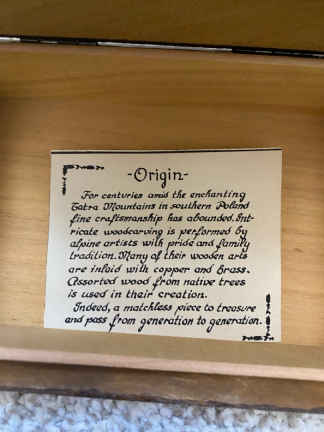 -Origin-
For centuries amid the enchanting
Tatra Mountains in southern Poland
fine craftsmanship has abounded. Int-
ricate woodcarving is performed by
alpine artists with pride and family
tradition. Many of their wooden arts
are inlaid with copper and brass.
Assorted wood from native trees
is used in their creation.
Indeed, a matchless piece to treasure
and pass from generation to generation.